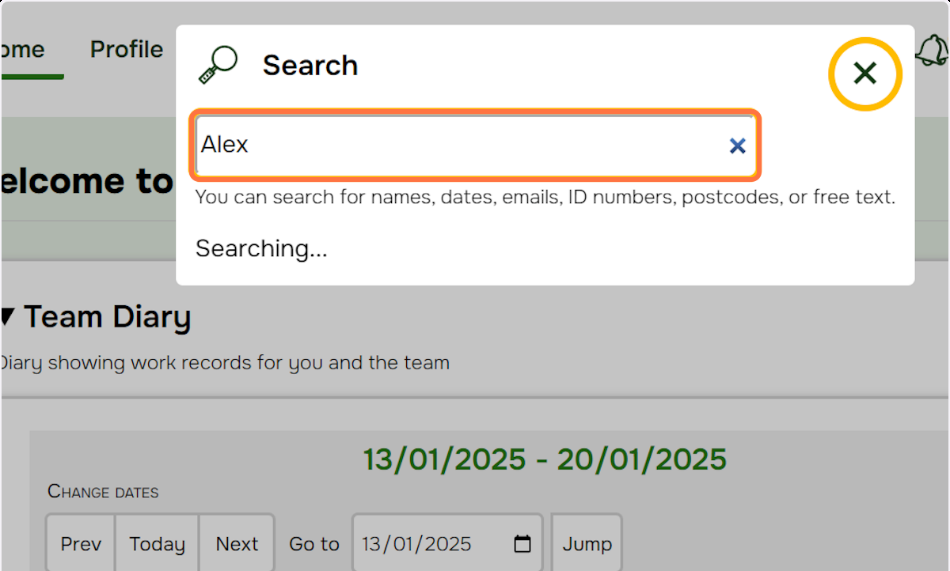 ome Profile
Search
Alex
You can search for names, dates, emails, ID numbers, postcodes, or free text.
Searching...
elcome to
Team Diary
Diary showing work records for you and the team
13/01/2025 - 20/01/2025
CHANGE DATES
Prev Today Next Go to 13/01/2025 Jump